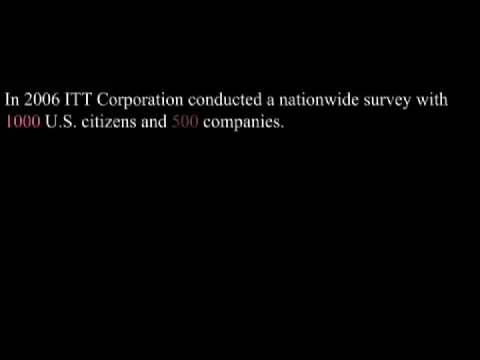 In 2006 ITT Corporation conducted a nationwide survey with
1000 U.S. citizens and 500 companies.